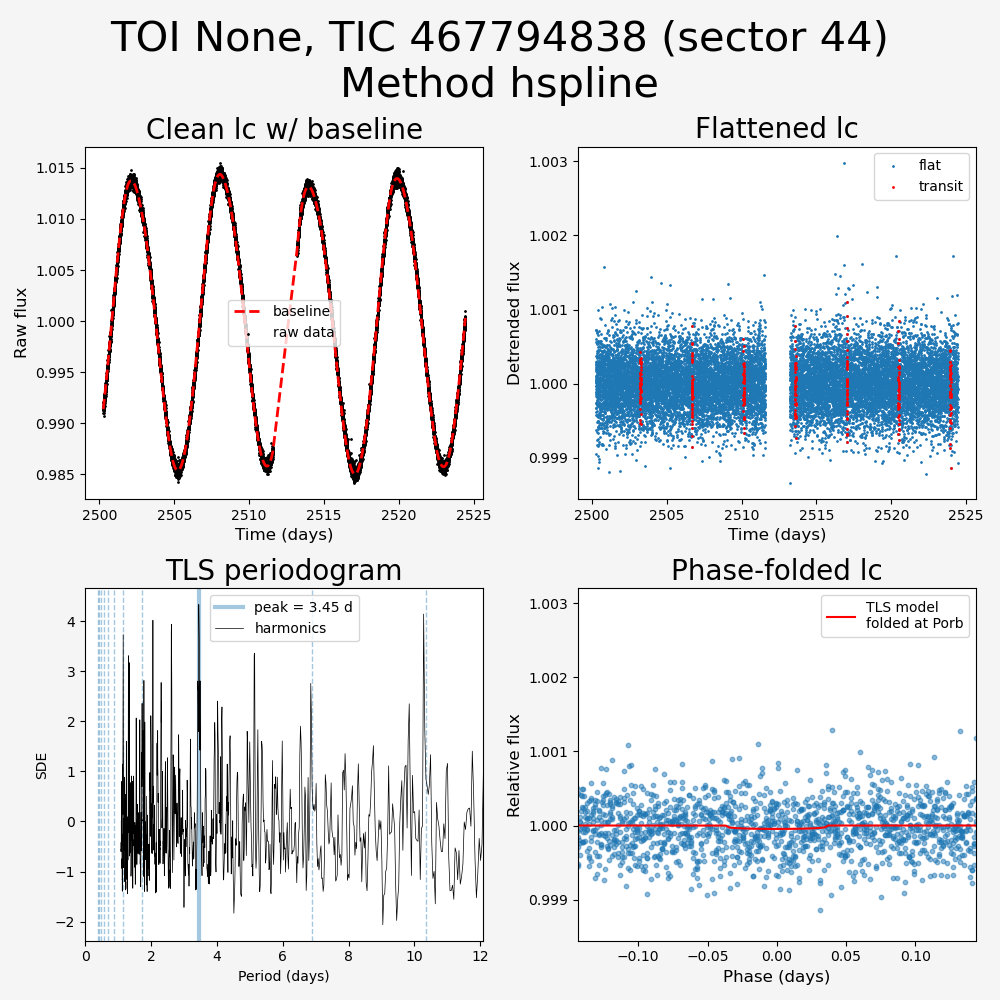 TOI None, TIC 467794838 (sector 44)
Method hspline
Clean lc w/ baseline
Raw flux
1.015
1.010
1.005
1.000
0.995
0.990
0.985
baseline
raw data
2500
2505
2510
2515
2520
2525
Time (days)
Flattened lc
Detrended flux
1.003
1.002
1.001
1.000
0.999
flat
transit
2500
2505
2510
2515
2520
2525
Time (days)
TLS periodogram
SDE
4
3
2
1
0
−1
−2
peak = 3.45 d
harmonics
0
2
4
6
8
10
12
Period (days)
Phase-folded lc
Relative flux
1.003
1.002
1.001
1.000
0.999
TLS model
folded at Porb
−0.10
−0.05
0.00
0.05
0.10
Phase (days)